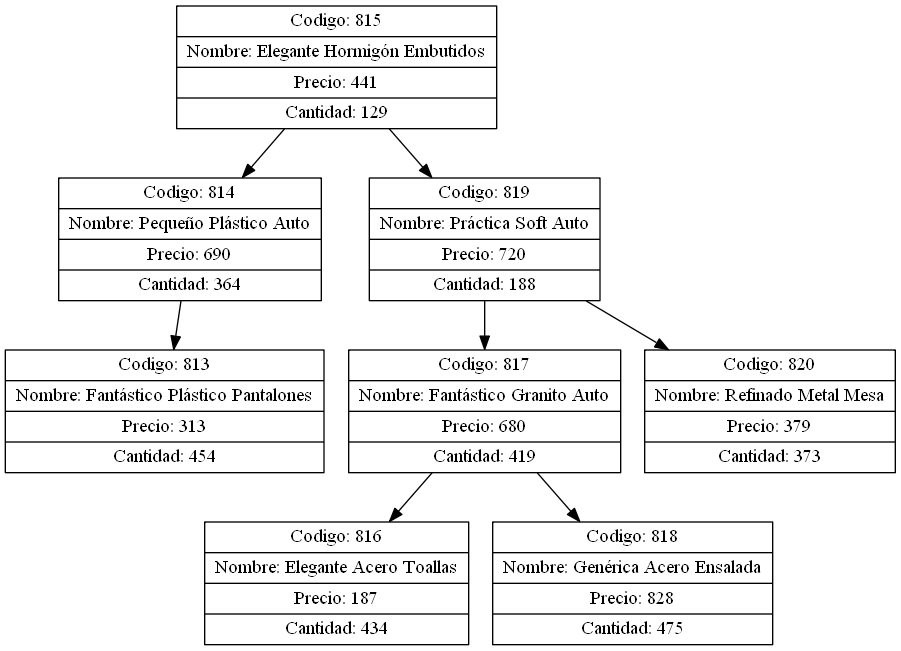 Codigo: 815
Nombre: Elegante Hormigón Embutidos
Precio: 441
Cantidad: 129
Codigo: 814
Nombre: Pequeño Plástico Auto
Precio: 690
Cantidad: 364
Codigo: 819
Nombre: Práctica Soft Auto
Precio: 720
Cantidad: 188
Codigo: 813
Nombre: Fantástico Plástico Pantalones
Precio: 313
Cantidad: 454
Codigo: 817
Nombre: Fantástico Granito Auto
Precio: 680
Cantidad: 419
Codigo: 820
Nombre: Refinado Metal Mesa
Precio: 379
Cantidad: 373
Codigo: 816
Nombre: Elegante Acero Toallas
Precio: 187
Cantidad: 434
Codigo: 818
Nombre: Genérica Acero Ensalada
Precio: 828
Cantidad: 475